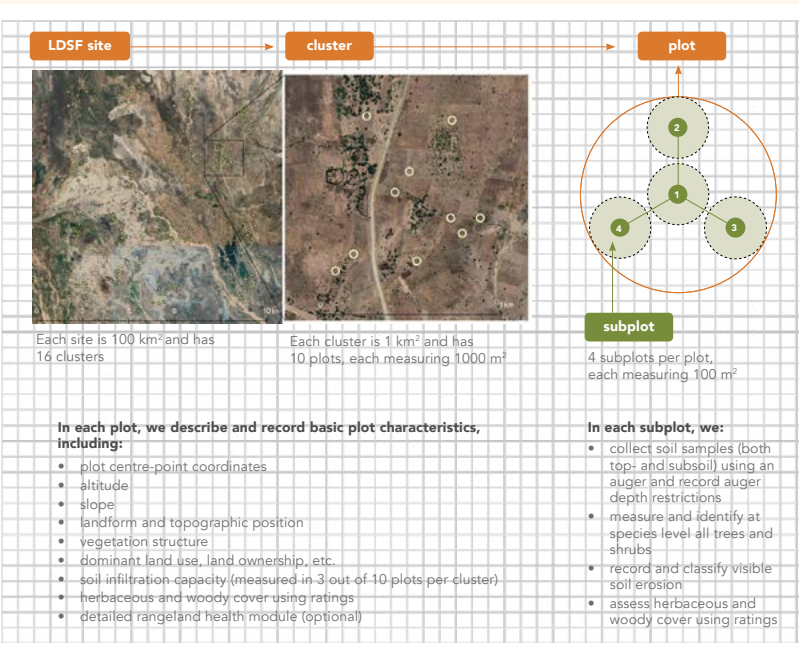 LDSF site
cluster
plot
2
1
4
3
subplot
Each site is 100 km² and has
16 clusters
Each cluster is 1 km² and has
10 plots, each measuring 1000 m²
4 subplots per plot,
each measuring 100 m²
In each plot, we describe and record basic plot characteristics,
including:
• plot centre-point coordinates
• altitude
• slope
• landform and topographic position
• vegetation structure
• dominant land use, land ownership, etc.
• soil infiltration capacity (measured in 3 out of 10 plots per cluster)
• herbaceous and woody cover using ratings
• detailed rangeland health module (optional)
In each subplot, we:
• collect soil samples (both
top- and subsoil) using an
auger and record auger
depth restrictions
• measure and identify at
species level all trees and
shrubs
• record and classify visible
soil erosion
• assess herbaceous and
woody cover using ratings